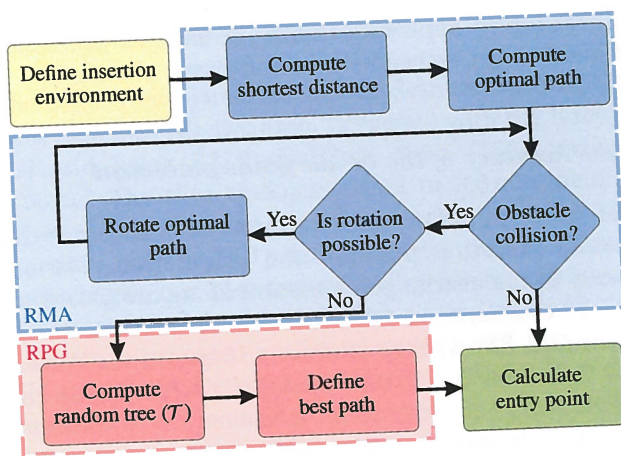 Define insertion
environment
Compute
shortest distance
Compute
optimal path
Rotate optimal
path
Yes
Is rotation
possible?
Yes
Obstacle
collision?
No
No
RMA
RPG
Compute
random tree (𝒯)
Define
best path
Calculate
entry point